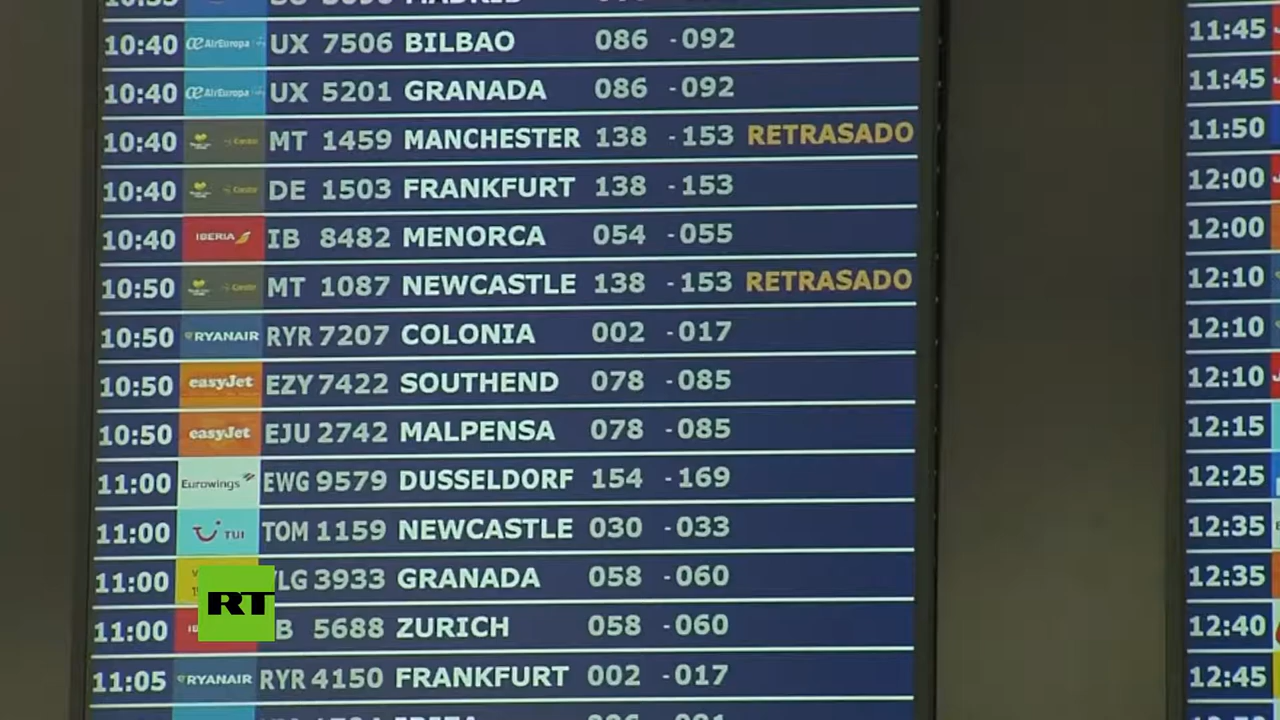 10:40 AirEuropa UX 7506 BILBAO 086 -092
10:40 AirEuropa UX 5201 GRANADA 086 -092
10:40 Condor MT 1459 MANCHESTER 138 -153 RETRASADO
10:40 Condor DE 1503 FRANKFURT 138 -153
10:40 IBERIA IB 8482 MENORCA 054 -055
10:50 Condor MT 1087 NEWCASTLE 138 -153 RETRASADO
10:50 RYANAIR RYR 7207 COLONIA 002 -017
10:50 easyJet EZY 7422 SOUTHEND 078 -085
10:50 easyJet EJU 2742 MALPENSA 078 -085
11:00 Eurowings EWG 9579 DUSSELDORF 154 -169
11:00 TUI TOM 1159 NEWCASTLE 030 -033
11:00 LG 3933 GRANADA 058 -060
11:00 B 5688 ZURICH 058 -060
11:05 RYANAIR RYR 4150 FRANKFURT 002 -017
RT
11:45
11:45
11:50
12:00
12:00
12:10
12:10
12:10
12:15
12:25
12:35
12:35
12:40
12:45